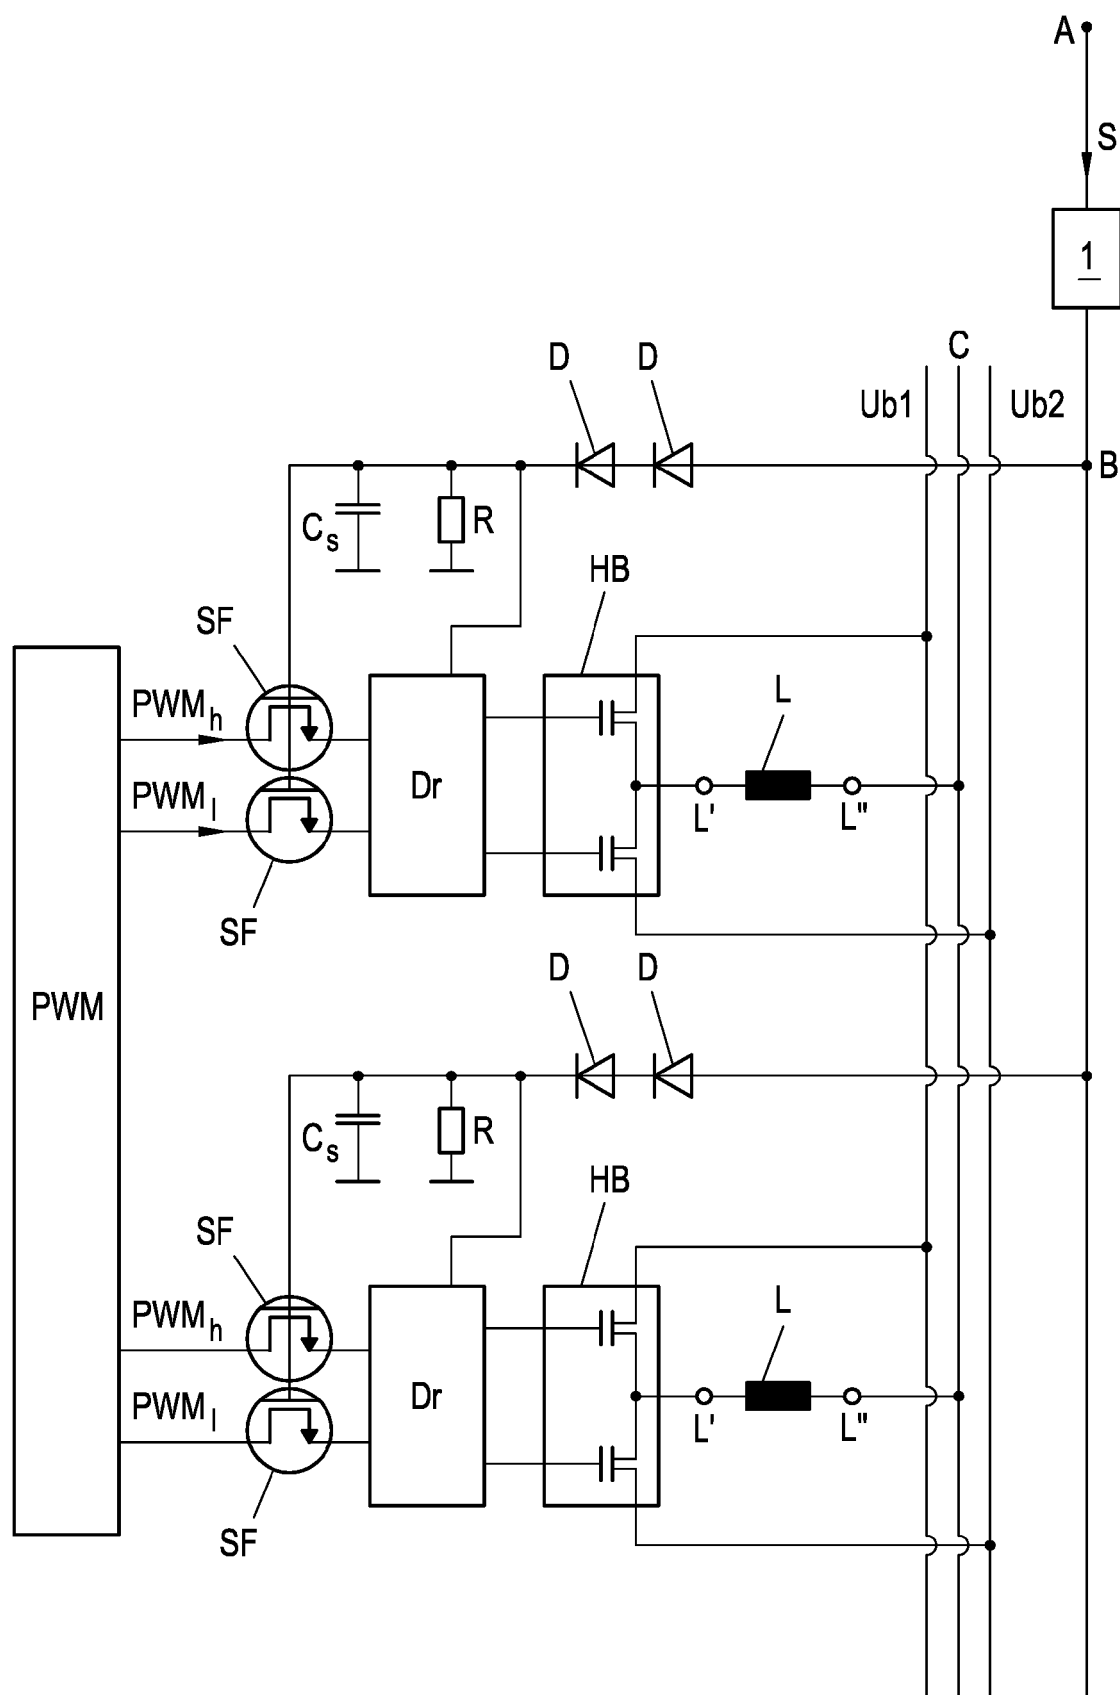 A
S
1
C
D D
Ub1 Ub2
B
Cs R
HB
SF
PWMh
L
Dr
PWMl
L' L"
SF
D D
PWM
Cs R
HB
SF
PWMh
L
Dr
PWMl
L' L"
SF